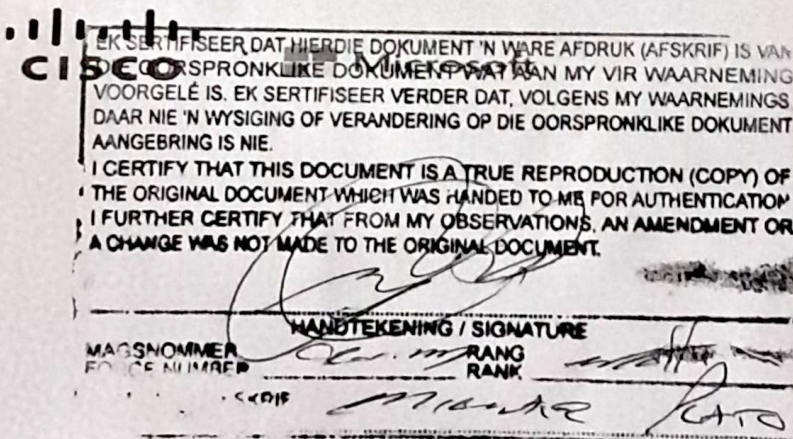 CISCO
Microsoft
EK SERTIFISEER DAT HIERDIE DOKUMENT 'N WARE AFDRUK (AFSKRIF) IS VAN
DIE OORSPRONKLIKE DOKUMENT WAT AAN MY VIR WAARNEMING
VOORGELÊ IS. EK SERTIFISEER VERDER DAT, VOLGENS MY WAARNEMINGS
DAAR NIE 'N WYSIGING OF VERANDERING OP DIE OORSPRONKLIKE DOKUMENT
AANGEBRING IS NIE.
I CERTIFY THAT THIS DOCUMENT IS A TRUE REPRODUCTION (COPY) OF
THE ORIGINAL DOCUMENT WHICH WAS HANDED TO ME FOR AUTHENTICATION
I FURTHER CERTIFY THAT FROM MY OBSERVATIONS, AN AMENDMENT OR
A CHANGE WAS NOT MADE TO THE ORIGINAL DOCUMENT.
HANDTEKENING / SIGNATURE
MAGSNOMMER RANG
FORCE NUMBER RANK